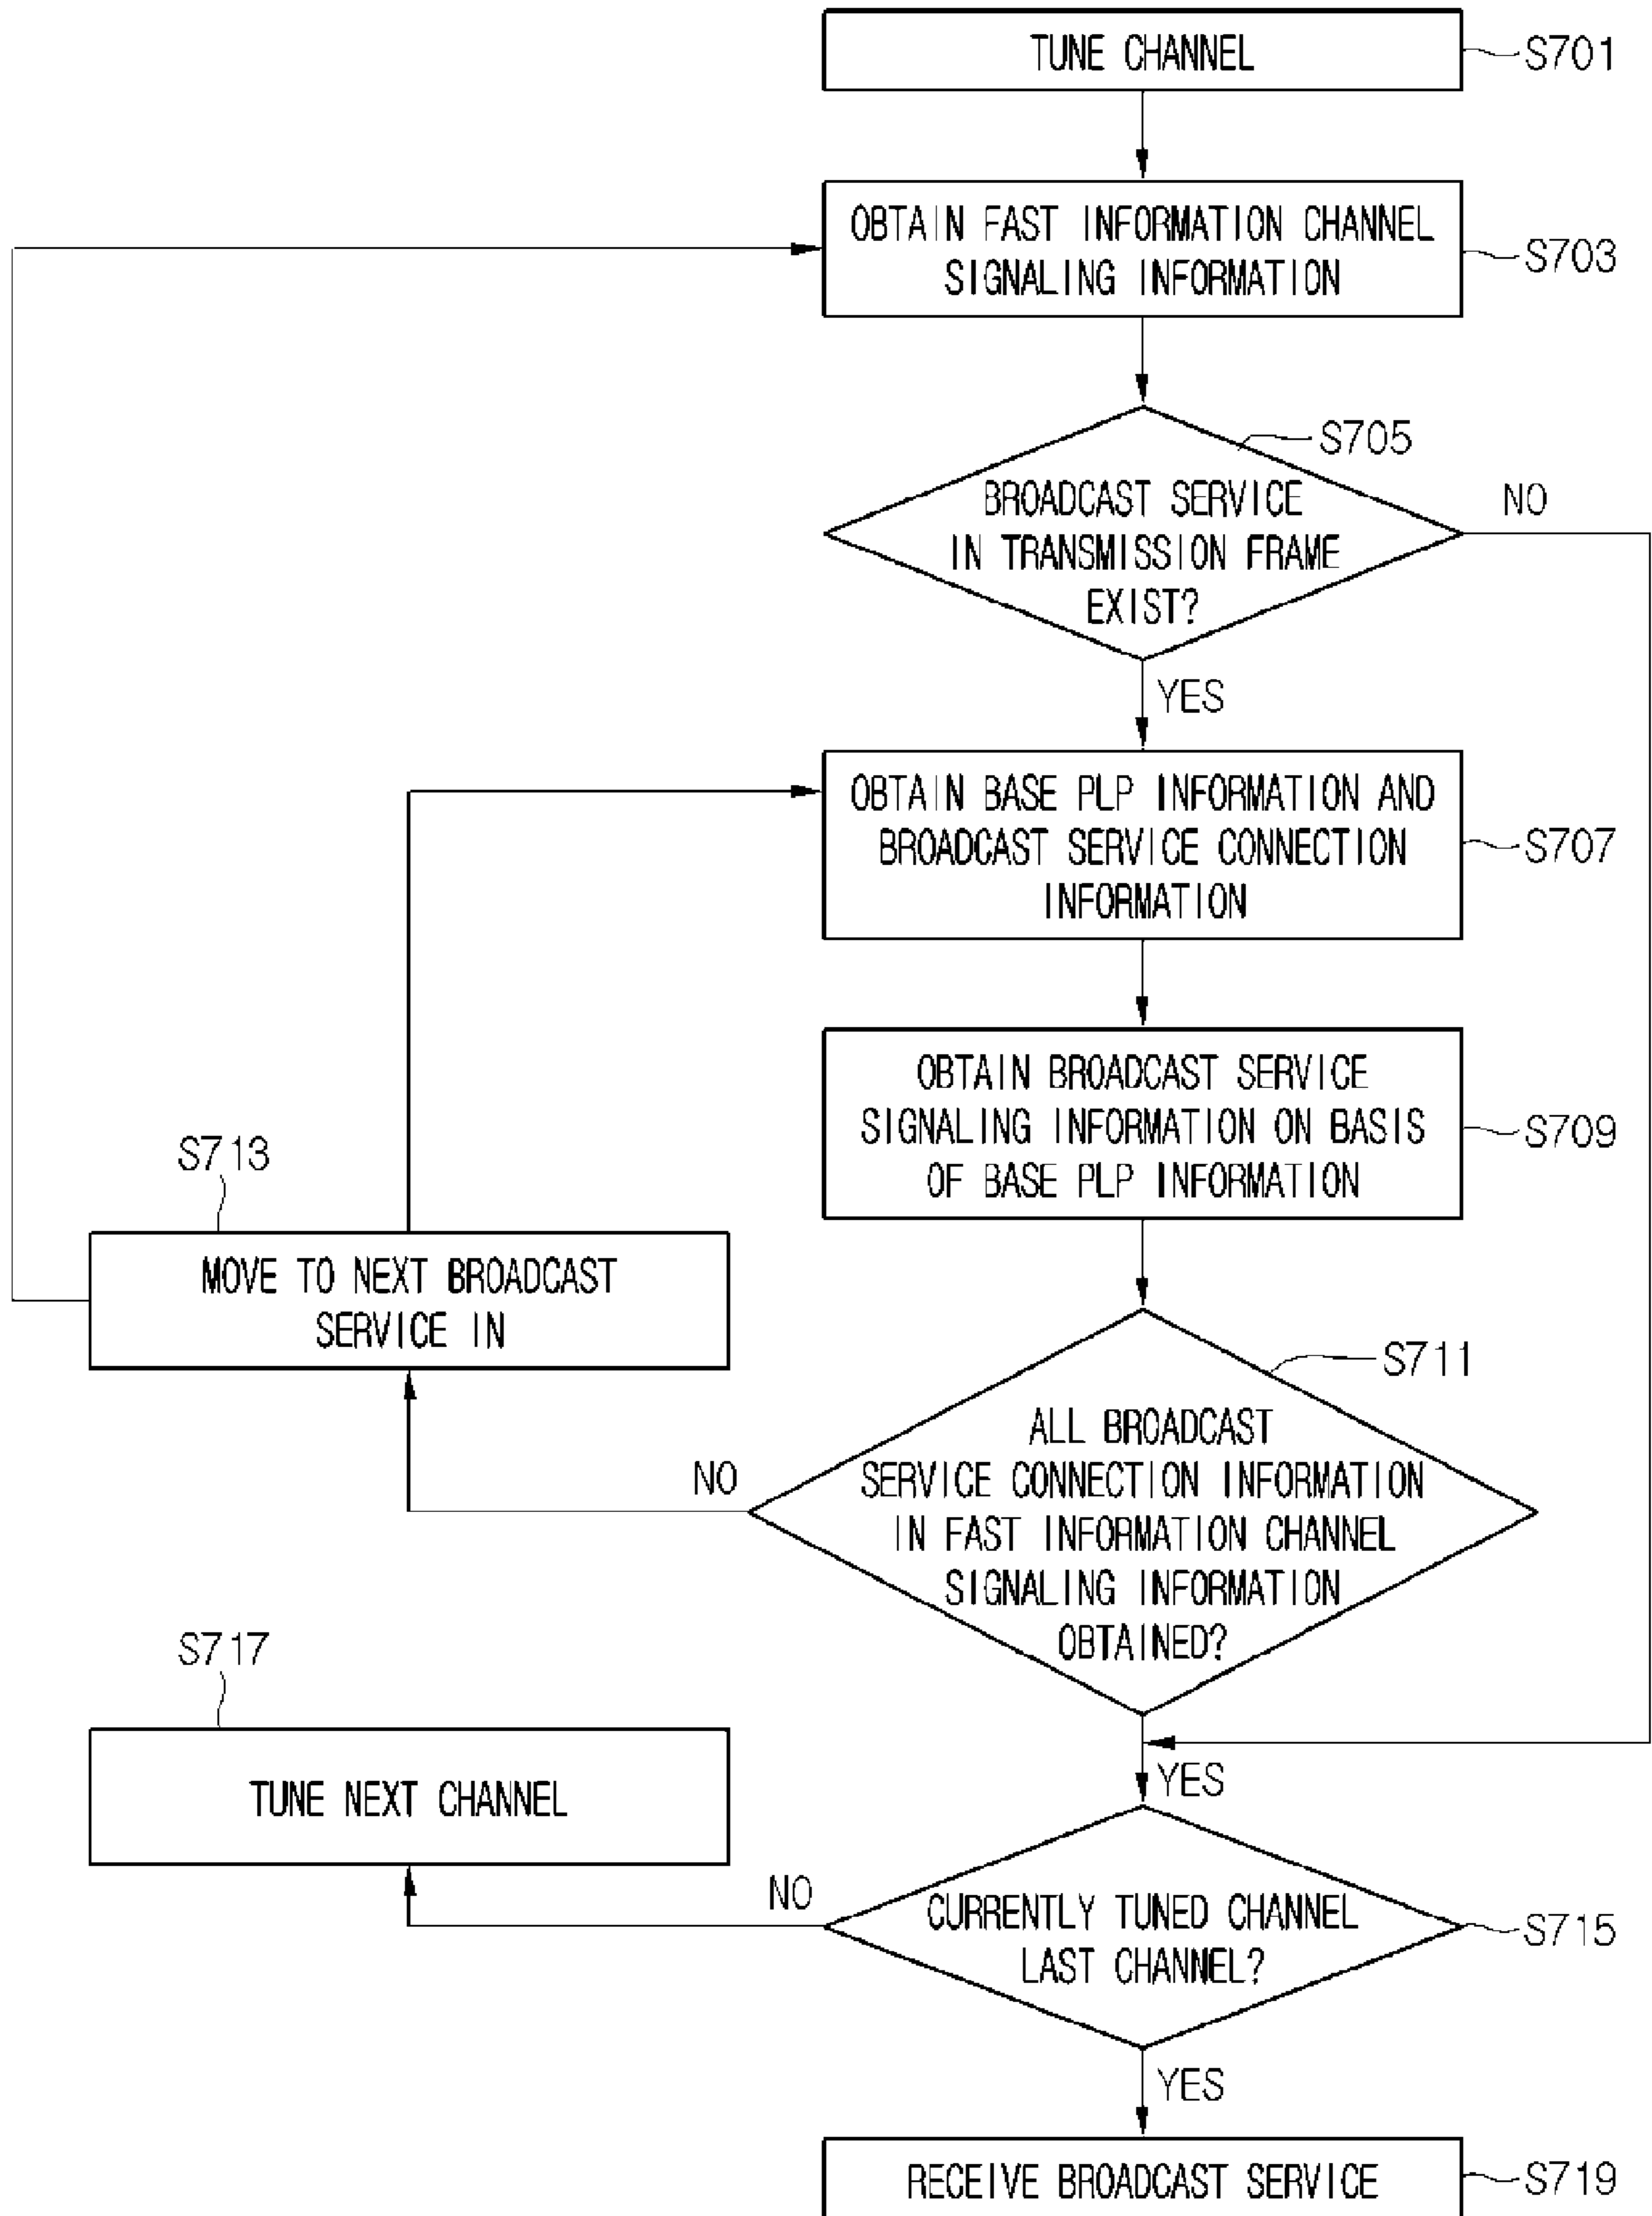 TUNE CHANNEL
S701
OBTAIN FAST INFORMATION CHANNEL
SIGNALING INFORMATION
S703
S705
BROADCAST SERVICE
IN TRANSMISSION FRAME
EXIST?
NO
YES
OBTAIN BASE PLP INFORMATION AND
BROADCAST SERVICE CONNECTION
INFORMATION
S707
OBTAIN BROADCAST SERVICE
SIGNALING INFORMATION ON BASIS
OF BASE PLP INFORMATION
S709
S713
MOVE TO NEXT BROADCAST
SERVICE IN
S711
ALL BROADCAST
SERVICE CONNECTION INFORMATION
IN FAST INFORMATION CHANNEL
SIGNALING INFORMATION
OBTAINED?
NO
YES
S717
TUNE NEXT CHANNEL
NO
CURRENTLY TUNED CHANNEL
LAST CHANNEL?
S715
YES
RECEIVE BROADCAST SERVICE
S719